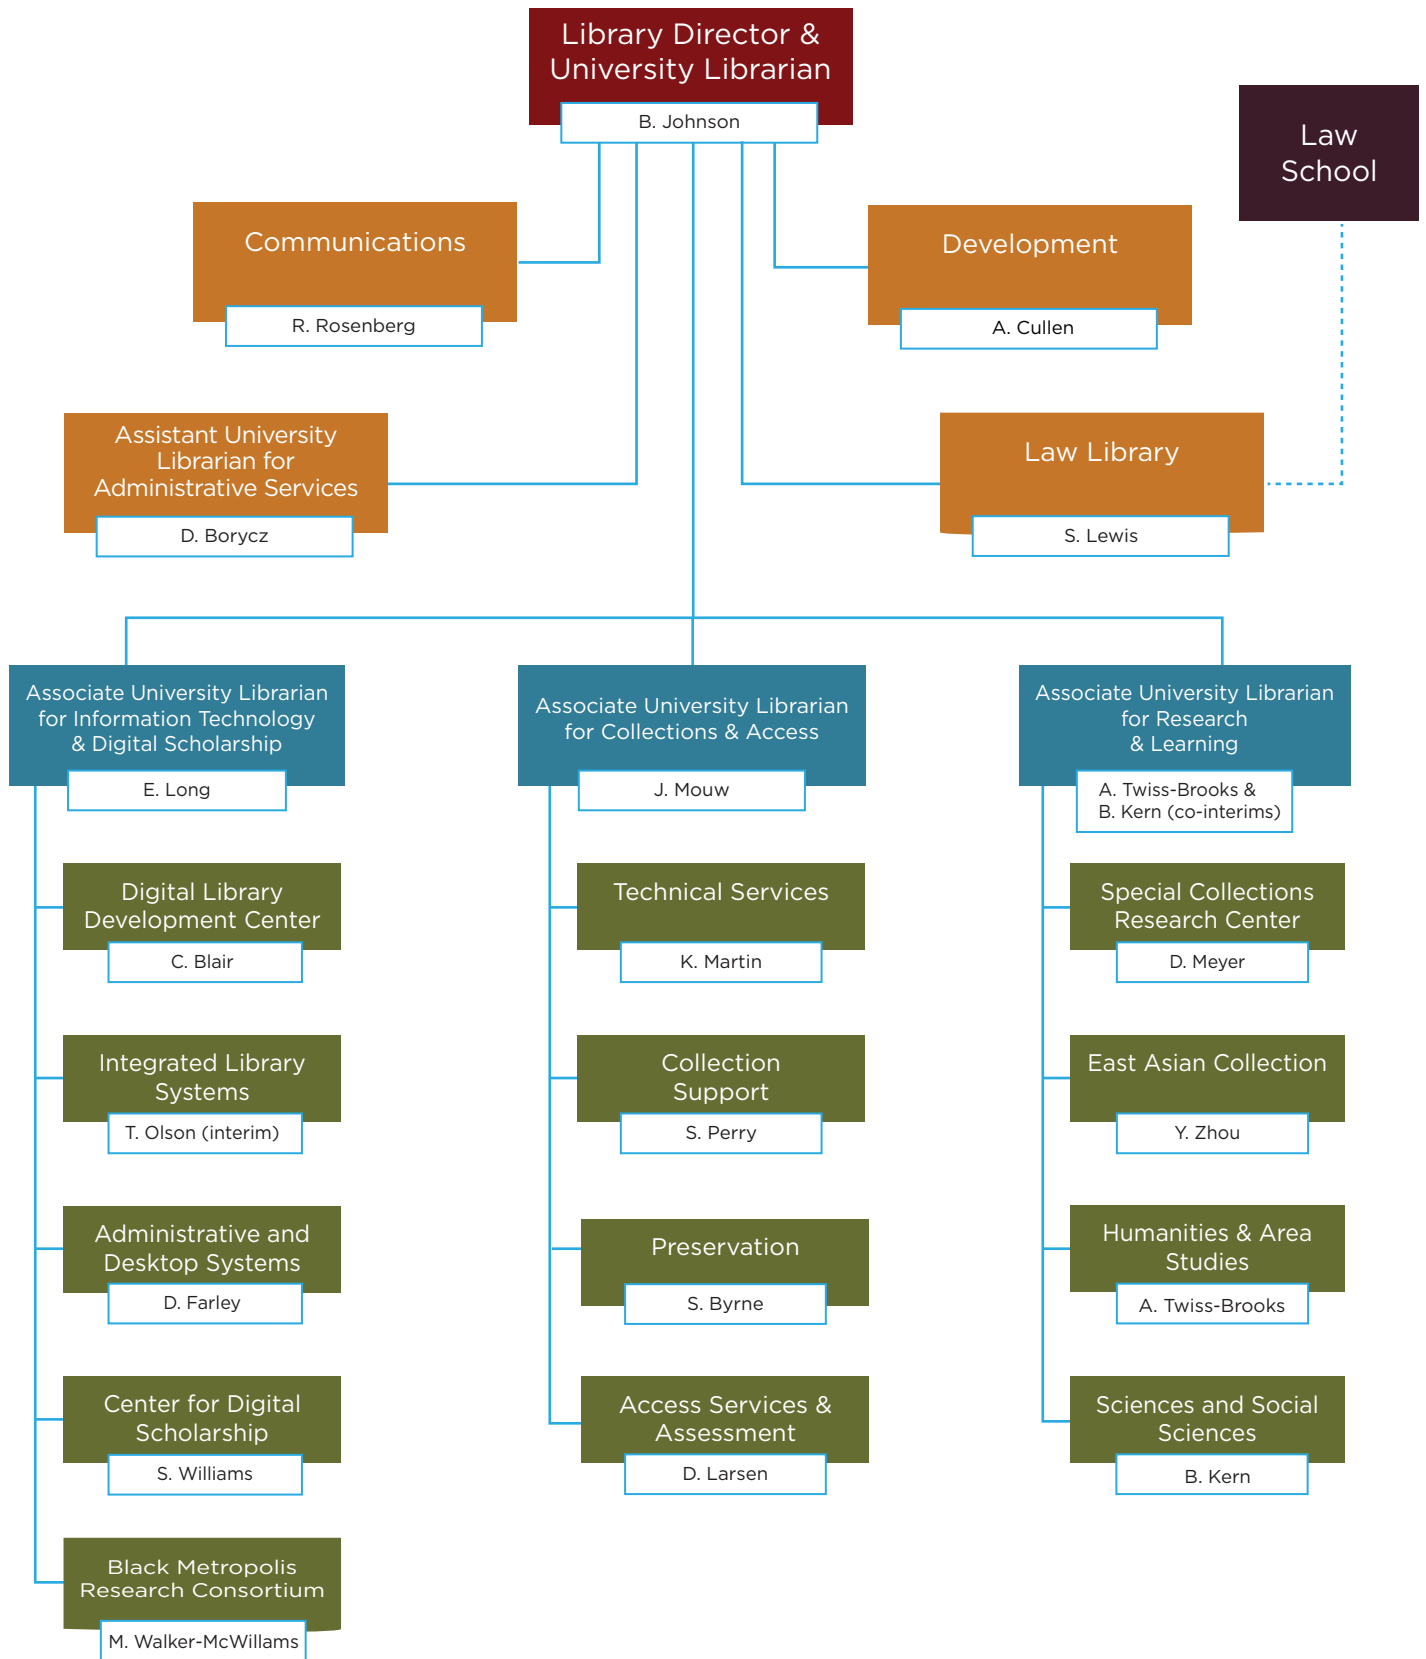 Library Director &
University Librarian
B. Johnson
Law
School
Communications
R. Rosenberg
Development
A. Cullen
Assistant University
Librarian for
Administrative Services
D. Borycz
Law Library
S. Lewis
Associate University Librarian
for Information Technology
& Digital Scholarship
E. Long
Associate University Librarian
for Collections & Access
J. Mouw
Associate University Librarian
for Research
& Learning
A. Twiss-Brooks &
B. Kern (co-interims)
Digital Library
Development Center
C. Blair
Technical Services
K. Martin
Special Collections
Research Center
D. Meyer
Integrated Library
Systems
T. Olson (interim)
Collection
Support
S. Perry
East Asian Collection
Y. Zhou
Administrative and
Desktop Systems
D. Farley
Preservation
S. Byrne
Humanities & Area
Studies
A. Twiss-Brooks
Center for Digital
Scholarship
S. Williams
Access Services &
Assessment
D. Larsen
Sciences and Social
Sciences
B. Kern
Black Metropolis
Research Consortium
M. Walker-McWillams